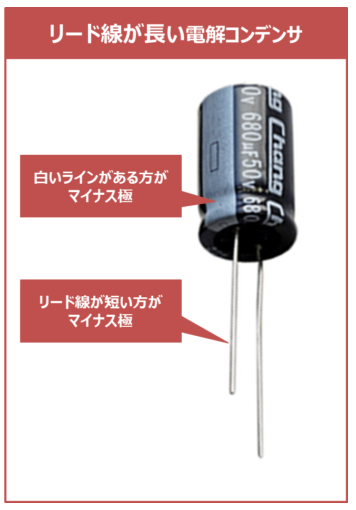 リード線が長い電解コンデンサ
Chang
680μF50v
680
白いラインがある方が
マイナス極
リード線が短い方が
マイナス極